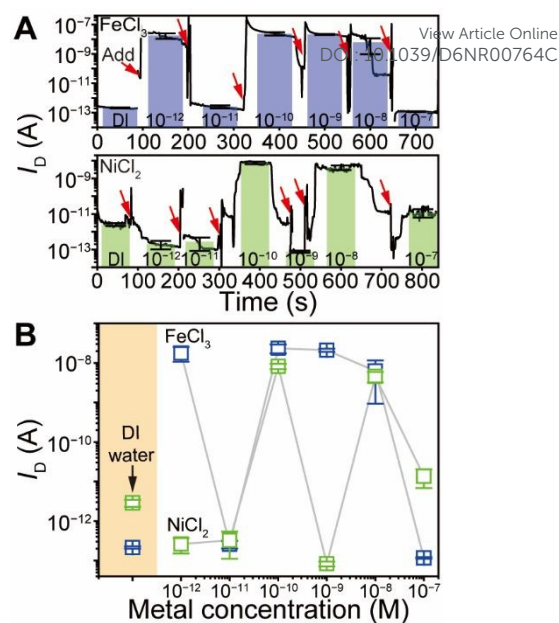 A
View Article Online
DOI: 10.1039/D6NR00764C
10⁻⁷
10⁻⁹
10⁻¹¹
10⁻¹³
FeCl₃
Add
DI
10⁻¹²
10⁻¹¹
10⁻¹⁰
10⁻⁹
10⁻⁸
10⁻⁷
0 100 200 300 400 500 600 700
I_D (A)
10⁻⁹
10⁻¹¹
10⁻¹³
NiCl₂
DI
10⁻¹²
10⁻¹¹
10⁻¹⁰
10⁻⁹
10⁻⁸
10⁻⁷
0 100 200 300 400 500 600 700 800
Time (s)
B
10⁻⁸
10⁻¹⁰
10⁻¹²
I_D (A)
FeCl₃
DI
water
NiCl₂
10⁻¹² 10⁻¹¹ 10⁻¹⁰ 10⁻⁹ 10⁻⁸ 10⁻⁷
Metal concentration (M)